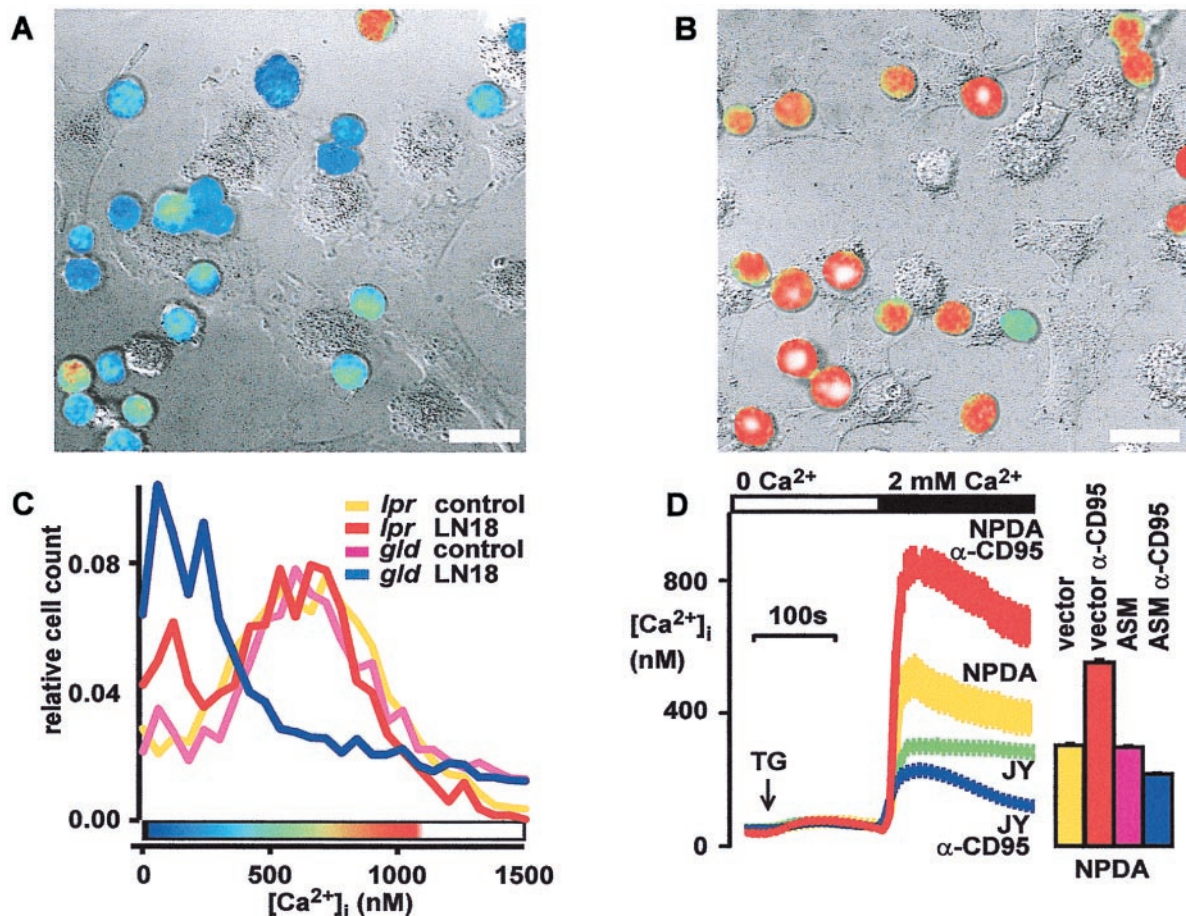 A
B
C
lpr control
lpr LN18
gld control
gld LN18
relative cell count
0.08
0.04
0.00
0
500
1000
1500
[Ca²⁺]ᵢ (nM)
D
0 Ca²⁺
2 mM Ca²⁺
NPDA
α-CD95
800
[Ca²⁺]ᵢ
(nM)
100s
NPDA
400
TG
JY
JY
α-CD95
0
vector
vector α-CD95
ASM
ASM α-CD95
NPDA